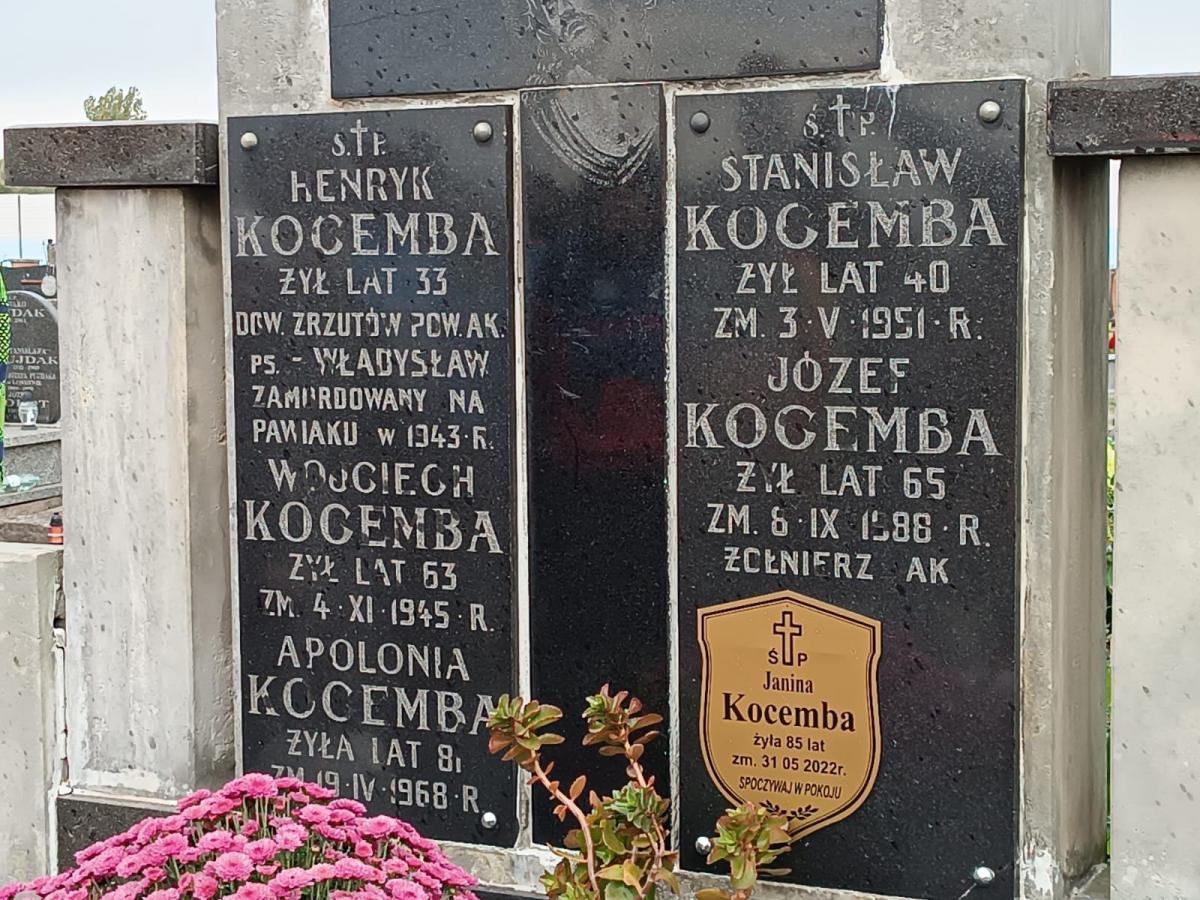 Ś.†P.
HENRYK
KOCEMBA
ŻYŁ LAT 33
DOW. ZRZUTÓW POW. AK.
PS. - WŁADYSŁAW
ZAMORDOWANY NA
PAWIAKU W 1943 R.
WOJCIECH
KOCEMBA
ŻYŁ LAT 63
ZM. 4 · XI · 1945 · R.
APOLONIA
KOCEMBA
ŻYŁA LAT 81
ZM 19 · IV · 1968 · R.
Ś.†P.
STANISŁAW
KOCEMBA
ŻYŁ LAT 40
ZM. 3 · V · 1951 · R.
JÓZEF
KOCEMBA
ŻYŁ LAT 65
ZM. 6 · IX 1988 · R.
ŻOŁNIERZ AK
Ś P
Janina
Kocemba
żyła 85 lat
zm. 31 05 2022r.
SPOCZYWAJ W POKOJU